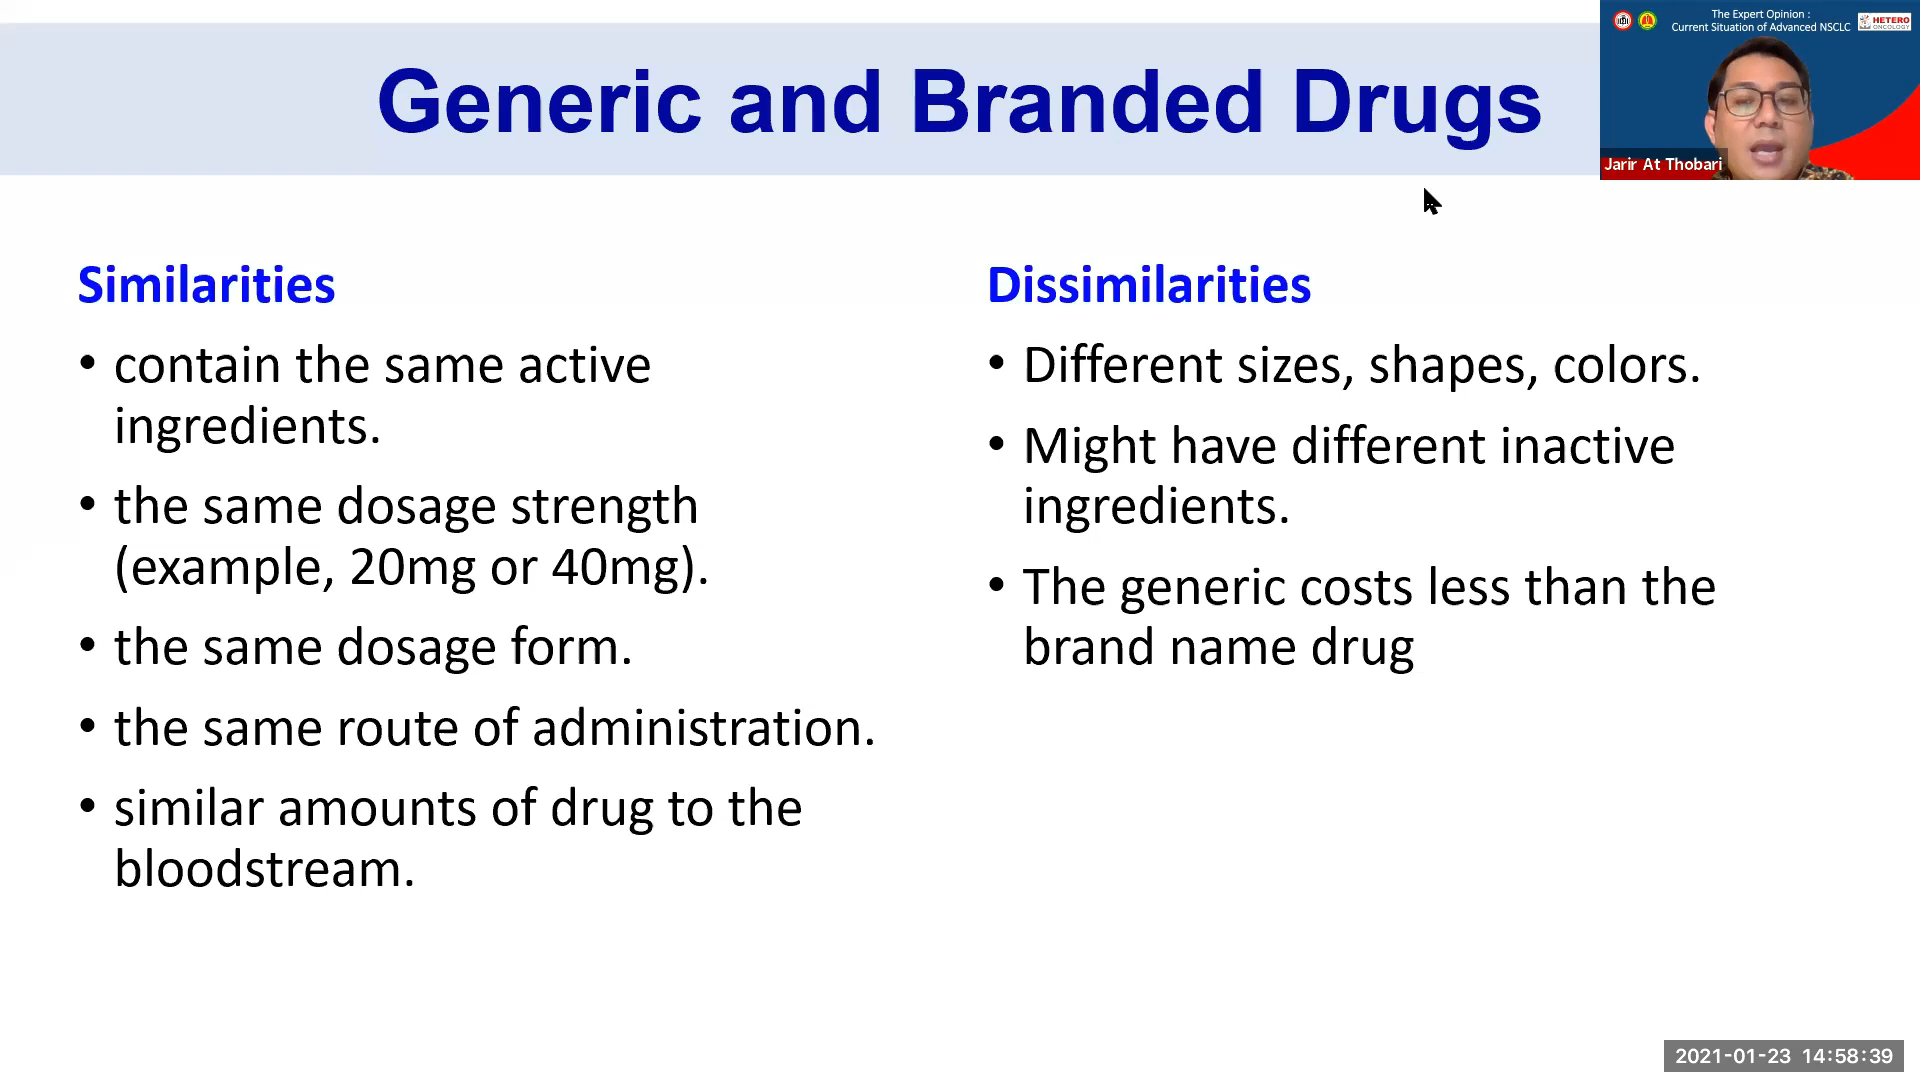 Generic and Branded Drugs
The Expert Opinion :
Current Situation of Advanced NSCLC
HETERO
ONCOLOGY
Jarir At Thobari
Similarities
• contain the same active
ingredients.
• the same dosage strength
(example, 20mg or 40mg).
• the same dosage form.
• the same route of administration.
• similar amounts of drug to the
bloodstream.
Dissimilarities
• Different sizes, shapes, colors.
• Might have different inactive
ingredients.
• The generic costs less than the
brand name drug
2021-01-23 14:58:39